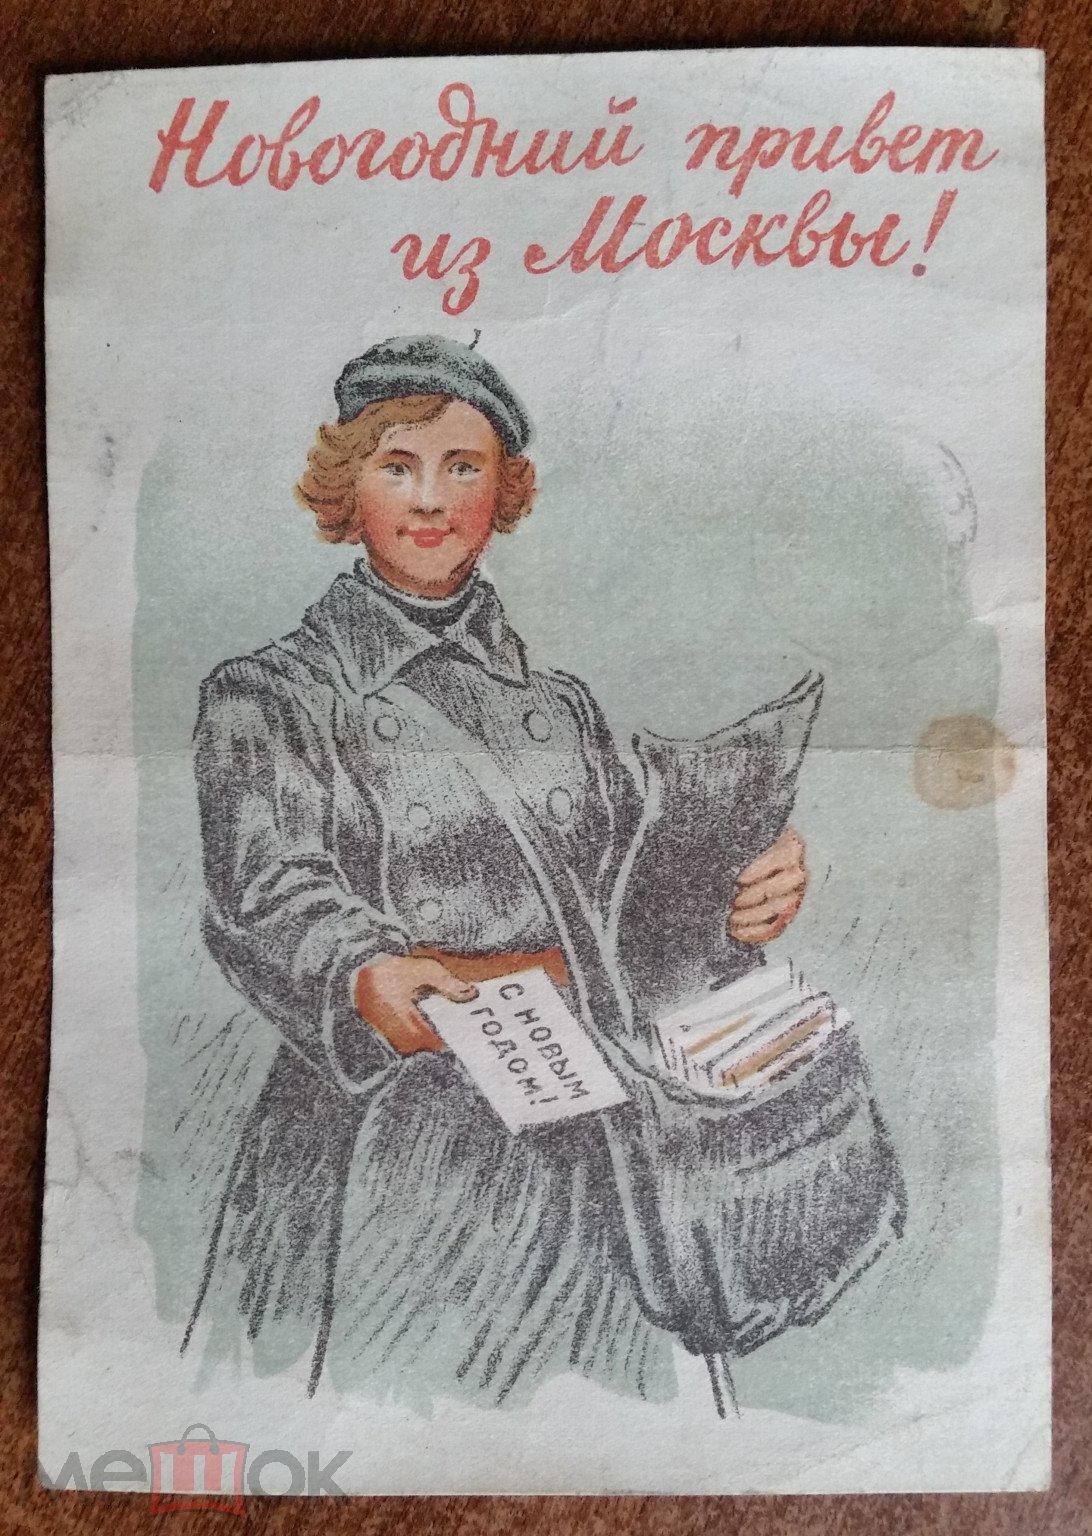 Новогодний привет
из Москвы!
С НОВЫМ
ГОДОМ!
мешок